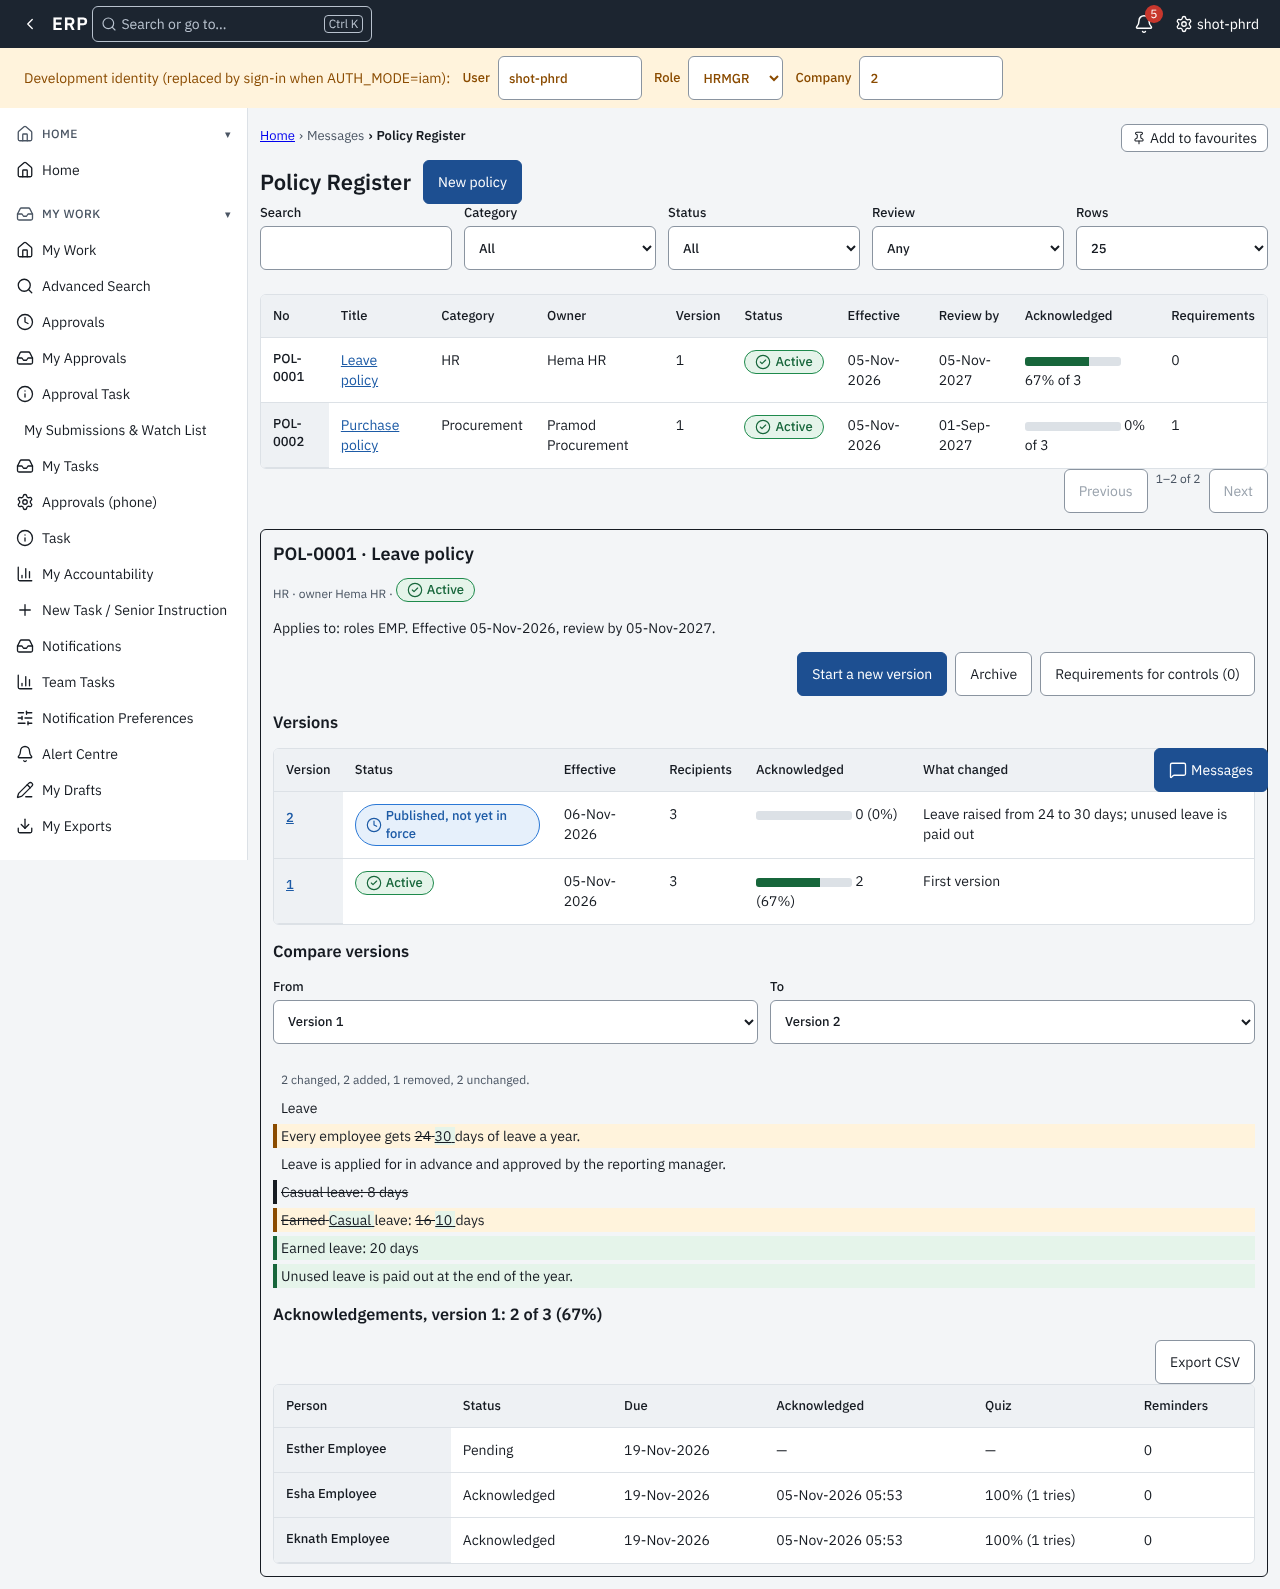 ERP
Search or go to...
Ctrl K
5
shot-phrd
Development identity (replaced by sign-in when AUTH_MODE=iam): User shot-phrd Role HRMGR Company 2
HOME
Home
MY WORK
My Work
Advanced Search
Approvals
My Approvals
Approval Task
My Submissions & Watch List
My Tasks
Approvals (phone)
Task
My Accountability
New Task / Senior Instruction
Notifications
Team Tasks
Notification Preferences
Alert Centre
My Drafts
My Exports
Home › Messages › Policy Register
Add to favourites
Policy Register
New policy
Search Category Status Review Rows
All All Any 25
No Title Category Owner Version Status Effective Review by Acknowledged Requirements
POL-0001 Leave policy HR Hema HR 1 Active 05-Nov-2026 05-Nov-2027 67% of 3 0
POL-0002 Purchase policy Procurement Pramod Procurement 1 Active 05-Nov-2026 01-Sep-2027 0% of 3 1
Previous 1–2 of 2 Next
POL-0001 · Leave policy
HR · owner Hema HR · Active
Applies to: roles EMP. Effective 05-Nov-2026, review by 05-Nov-2027.
Start a new version Archive Requirements for controls (0)
Versions
Version Status Effective Recipients Acknowledged What changed
Messages
2 Published, not yet in force 06-Nov-2026 3 0 (0%) Leave raised from 24 to 30 days; unused leave is paid out
1 Active 05-Nov-2026 3 2 (67%) First version
Compare versions
From To
Version 1 Version 2
2 changed, 2 added, 1 removed, 2 unchanged.
Leave
Every employee gets 24 30 days of leave a year.
Leave is applied for in advance and approved by the reporting manager.
Casual leave: 8 days
Earned Casual leave: 16 10 days
Earned leave: 20 days
Unused leave is paid out at the end of the year.
Acknowledgements, version 1: 2 of 3 (67%)
Export CSV
Person Status Due Acknowledged Quiz Reminders
Esther Employee Pending 19-Nov-2026 — — 0
Esha Employee Acknowledged 19-Nov-2026 05-Nov-2026 05:53 100% (1 tries) 0
Eknath Employee Acknowledged 19-Nov-2026 05-Nov-2026 05:53 100% (1 tries) 0